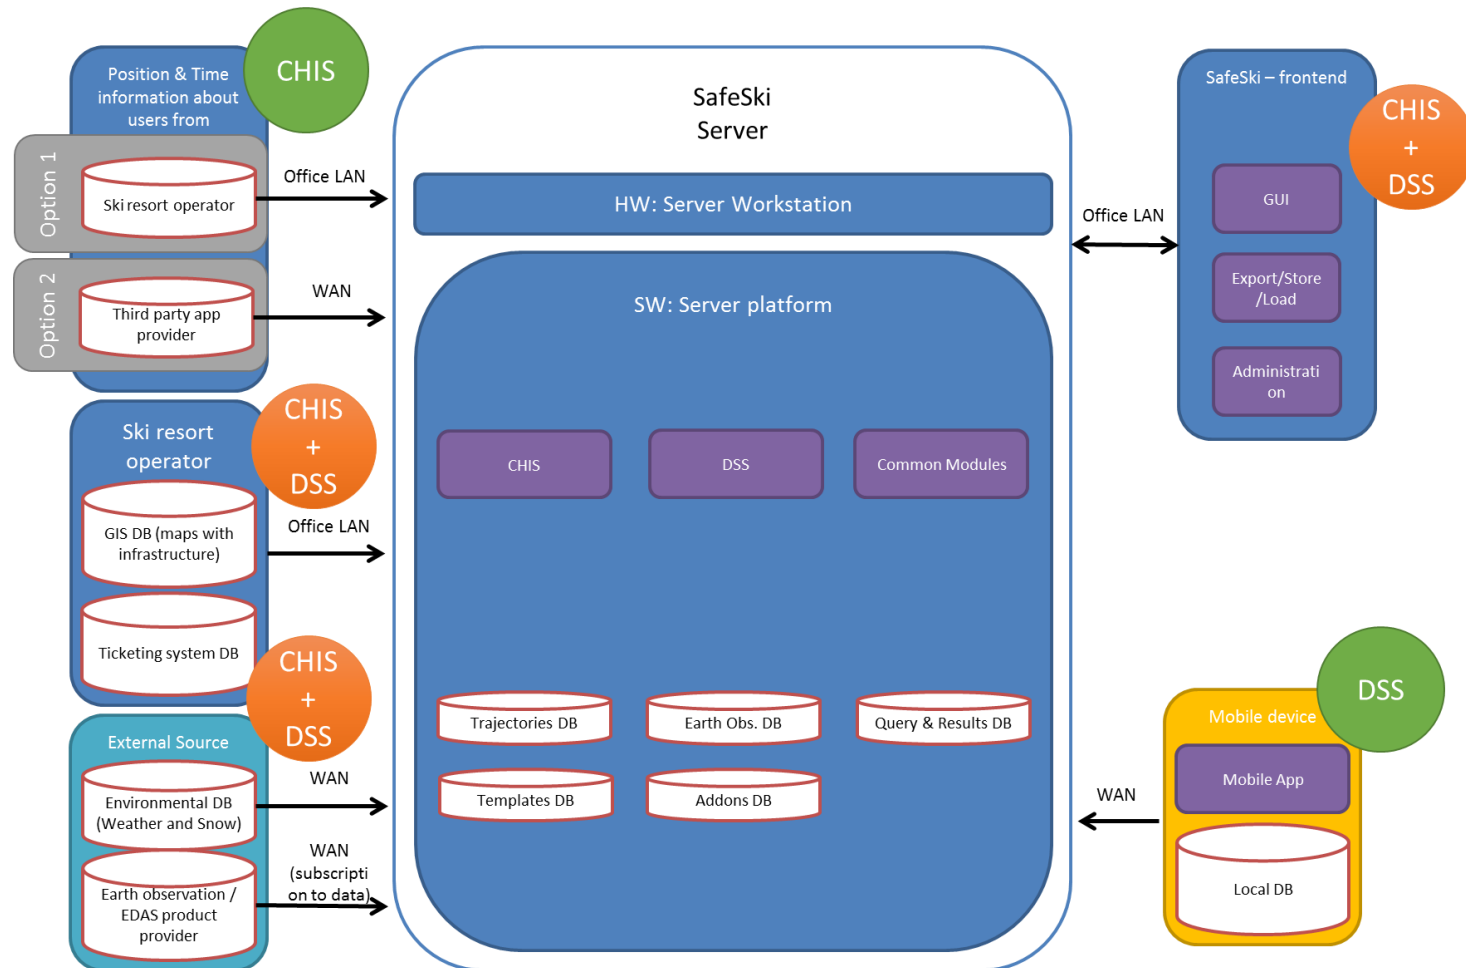 Position & Time
information about
users from
CHIS
Option 1
Ski resort operator
Office LAN
Option 2
Third party app
provider
WAN
Ski resort
operator
CHIS
+
DSS
GIS DB (maps with
infrastructure)
Office LAN
Ticketing system DB
External Source
CHIS
+
DSS
Environmental DB
(Weather and Snow)
WAN
Earth observation /
EDAS product
provider
WAN
(subscripti
on to data)
SafeSki
Server
HW: Server Workstation
SW: Server platform
CHIS
DSS
Common Modules
Trajectories DB
Earth Obs. DB
Query & Results DB
Templates DB
Addons DB
Office LAN
SafeSki – frontend
CHIS
+
DSS
GUI
Export/Store
/Load
Administrati
on
WAN
Mobile device
DSS
Mobile App
Local DB